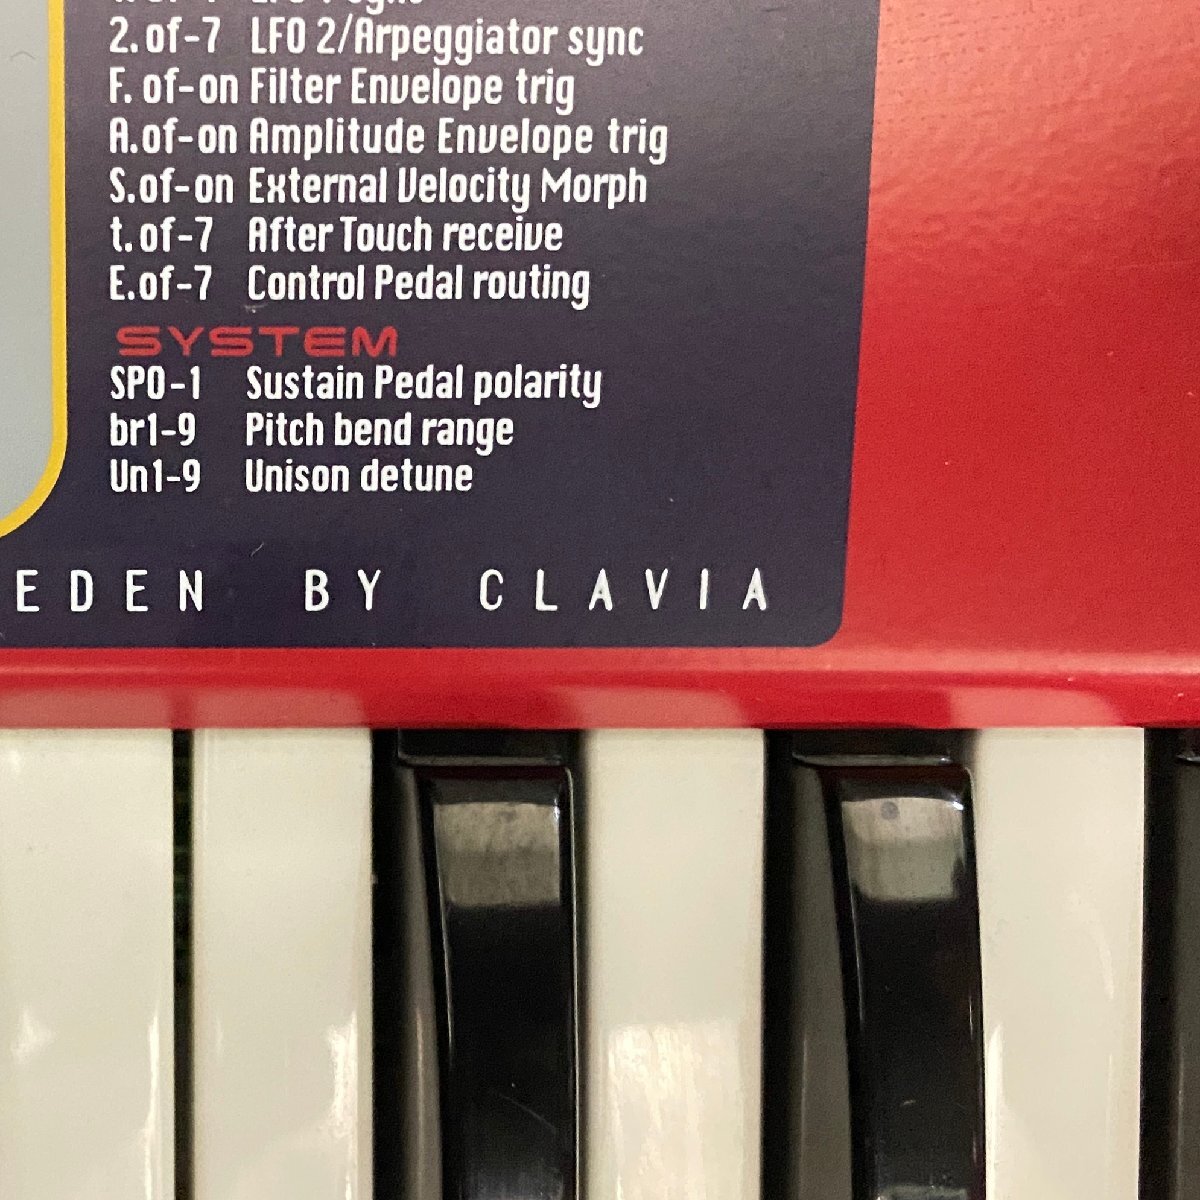 2.of-7 LFO 2/Arpeggiator sync
F.of-on Filter Envelope trig
A.of-on Amplitude Envelope trig
S.of-on External Velocity Morph
t.of-7 After Touch receive
E.of-7 Control Pedal routing
SYSTEM
SP0-1 Sustain Pedal polarity
br1-9 Pitch bend range
Un1-9 Unison detune
EDEN BY CLAVIA